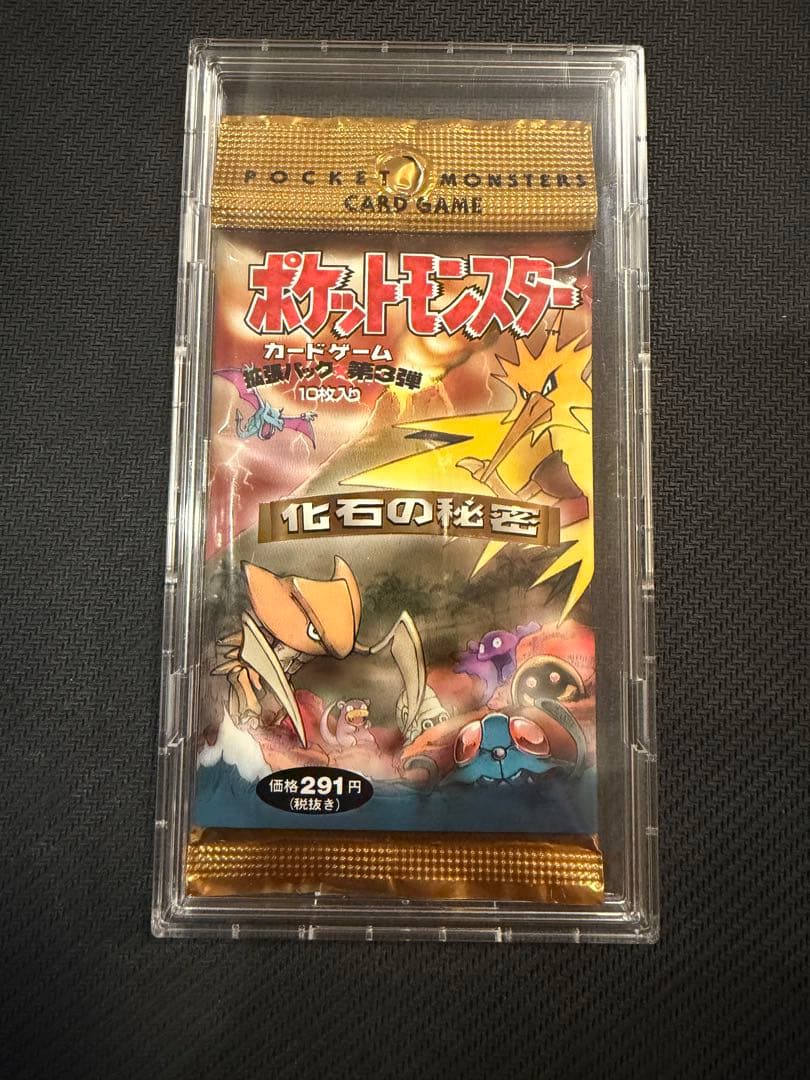 POCKET MONSTERS
CARD GAME
ポケットモンスター
TM
カードゲーム
拡張パック 第3弾
10枚入り
化石の秘密
価格291円
(税抜き)